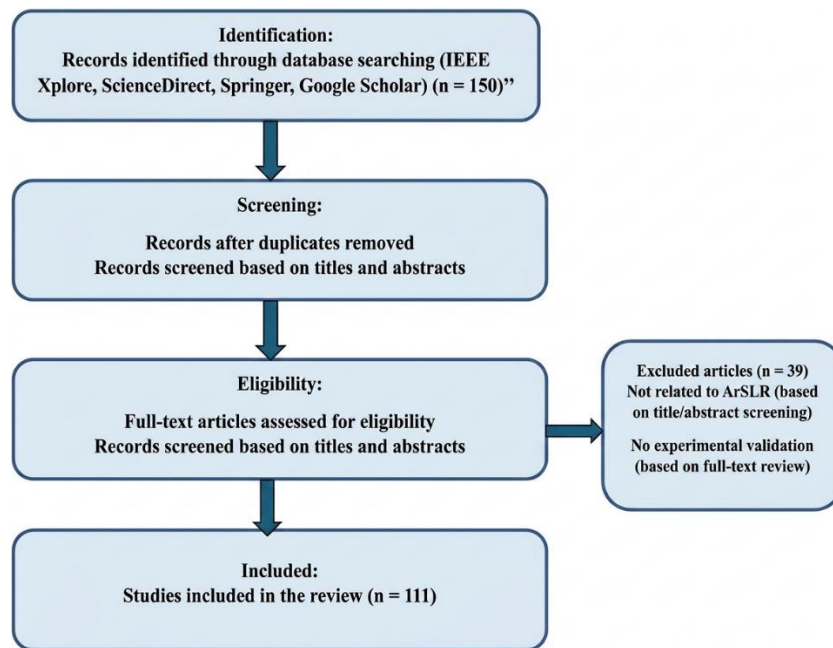 Identification:
Records identified through database searching (IEEE
Xplore, ScienceDirect, Springer, Google Scholar) (n = 150)”
Screening:
Records after duplicates removed
Records screened based on titles and abstracts
Eligibility:
Full-text articles assessed for eligibility
Records screened based on titles and abstracts
Excluded articles (n = 39)
Not related to ArSLR (based
on title/abstract screening)
No experimental validation
(based on full-text review)
Included:
Studies included in the review (n = 111)